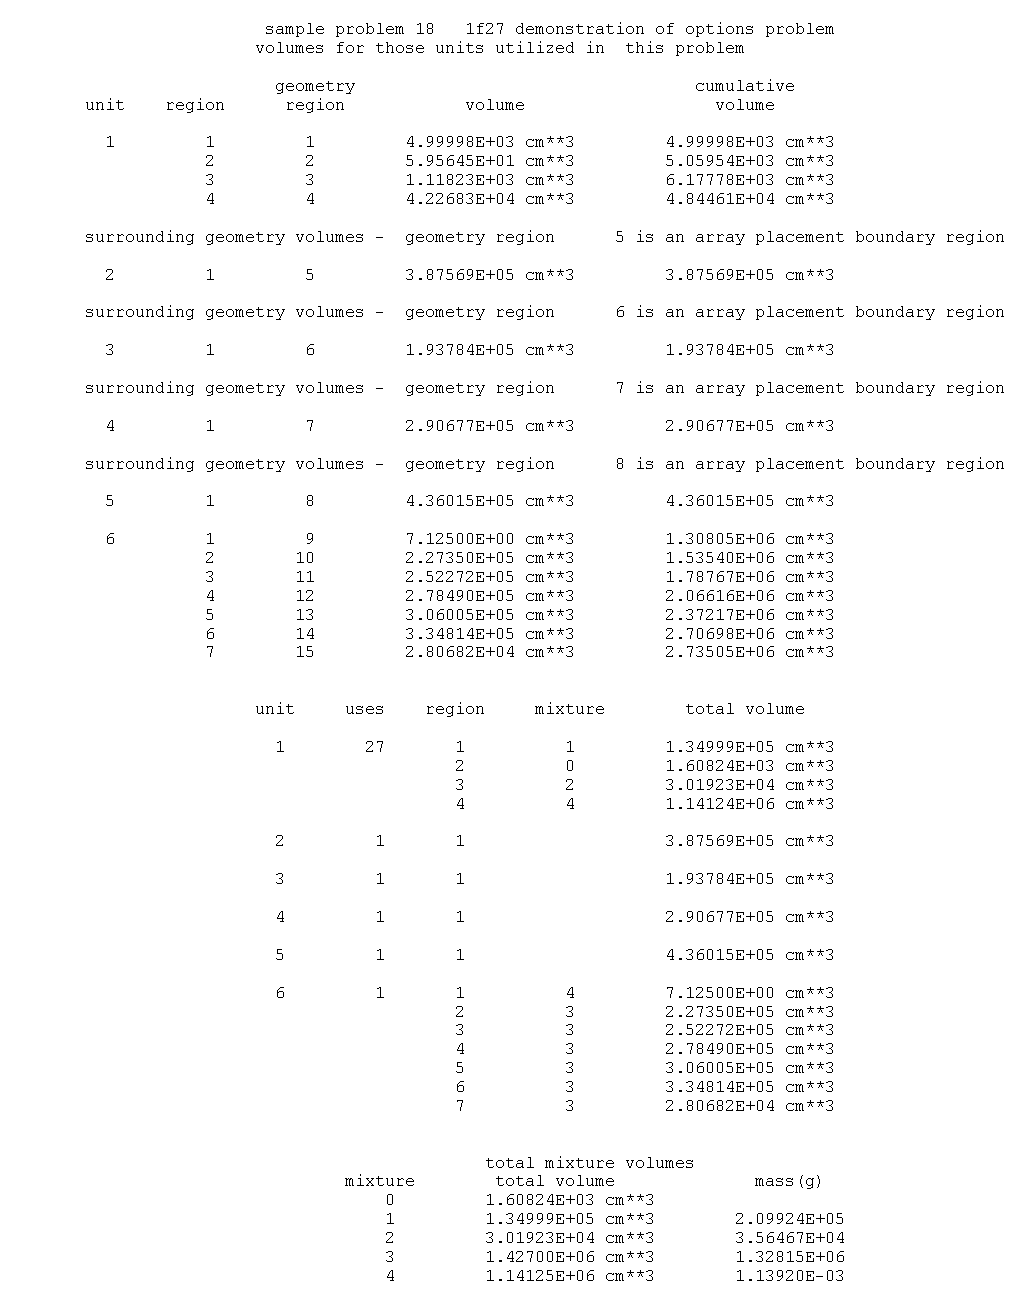 sample problem 18   1f27 demonstration of options problem
volumes for those units utilized in  this problem
geometry                                  cumulative
unit    region      region            volume                   volume
1         1         1         4.99998E+03 cm**3         4.99998E+03 cm**3
2         2         5.95645E+01 cm**3         5.05954E+03 cm**3
3         3         1.11823E+03 cm**3         6.17778E+03 cm**3
4         4         4.22683E+04 cm**3         4.84461E+04 cm**3
surrounding geometry volumes -  geometry region      5 is an array placement boundary region
2         1         5         3.87569E+05 cm**3         3.87569E+05 cm**3
surrounding geometry volumes -  geometry region      6 is an array placement boundary region
3         1         6         1.93784E+05 cm**3         1.93784E+05 cm**3
surrounding geometry volumes -  geometry region      7 is an array placement boundary region
4         1         7         2.90677E+05 cm**3         2.90677E+05 cm**3
surrounding geometry volumes -  geometry region      8 is an array placement boundary region
5         1         8         4.36015E+05 cm**3         4.36015E+05 cm**3
6         1         9         7.12500E+00 cm**3         1.30805E+06 cm**3
2        10         2.27350E+05 cm**3         1.53540E+06 cm**3
3        11         2.52272E+05 cm**3         1.78767E+06 cm**3
4        12         2.78490E+05 cm**3         2.06616E+06 cm**3
5        13         3.06005E+05 cm**3         2.37217E+06 cm**3
6        14         3.34814E+05 cm**3         2.70698E+06 cm**3
7        15         2.80682E+04 cm**3         2.73505E+06 cm**3
unit     uses    region     mixture        total volume
1        27       1          1         1.34999E+05 cm**3
2          0         1.60824E+03 cm**3
3          2         3.01923E+04 cm**3
4          4         1.14124E+06 cm**3
2         1       1                    3.87569E+05 cm**3
3         1       1                    1.93784E+05 cm**3
4         1       1                    2.90677E+05 cm**3
5         1       1                    4.36015E+05 cm**3
6         1       1          4         7.12500E+00 cm**3
2          3         2.27350E+05 cm**3
3          3         2.52272E+05 cm**3
4          3         2.78490E+05 cm**3
5          3         3.06005E+05 cm**3
6          3         3.34814E+05 cm**3
7          3         2.80682E+04 cm**3
total mixture volumes
mixture        total volume              mass(g)
0         1.60824E+03 cm**3
1         1.34999E+05 cm**3        2.09924E+05
2         3.01923E+04 cm**3        3.56467E+04
3         1.42700E+06 cm**3        1.32815E+06
4         1.14125E+06 cm**3        1.13920E-03